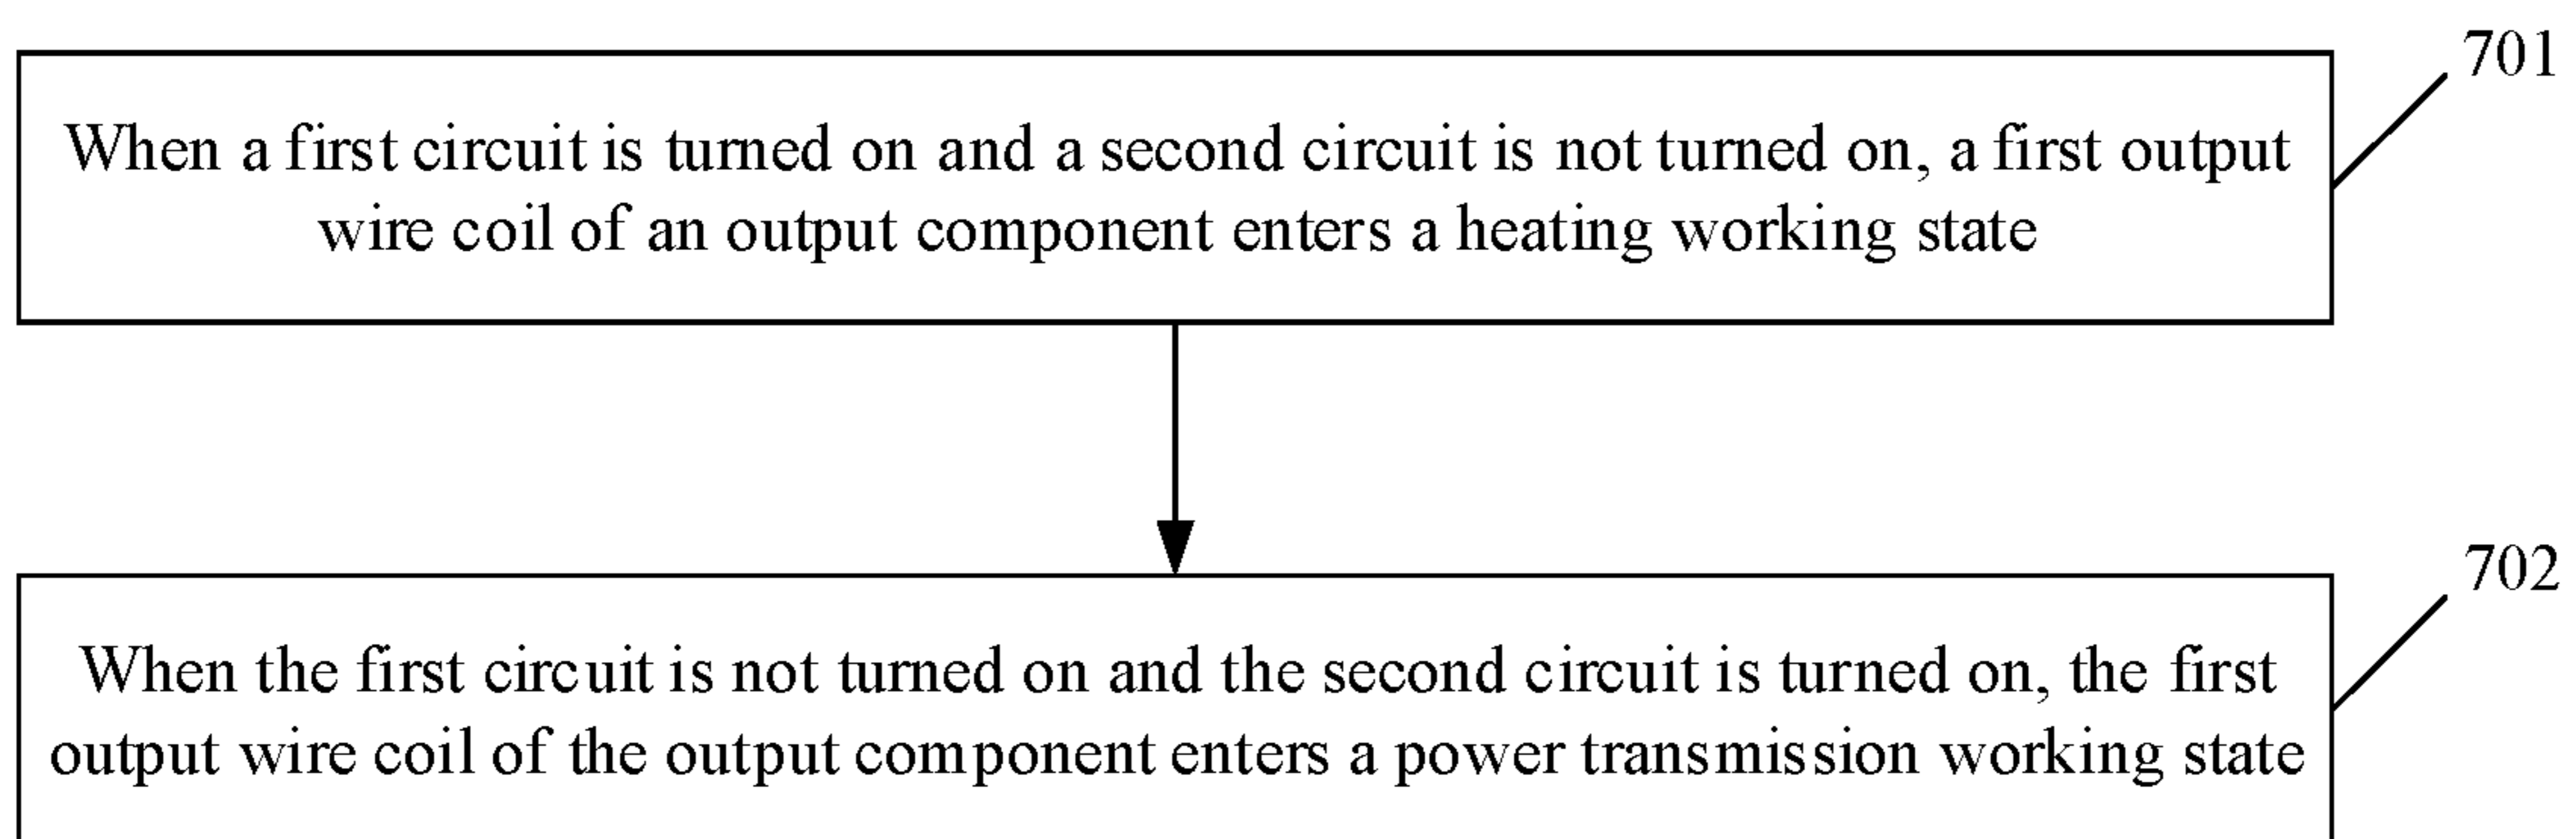 701
When a first circuit is turned on and a second circuit is not turned on, a first output
wire coil of an output component enters a heating working state
702
When the first circuit is not turned on and the second circuit is turned on, the first
output wire coil of the output component enters a power transmission working state